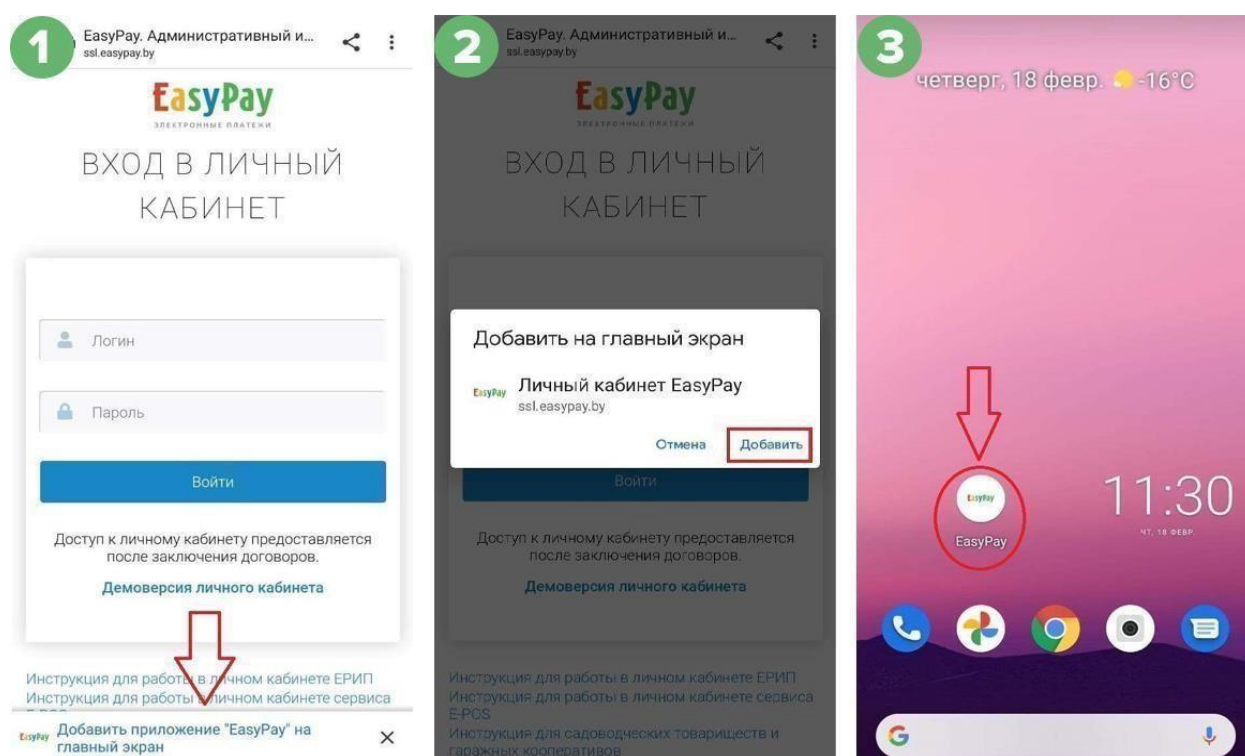 1
EasyPay. Административный и...
ssl.easypay.by
EasyPay
ЭЛЕКТРОННЫЕ ПЛАТЕЖИ
ВХОД В ЛИЧНЫЙ
КАБИНЕТ
Логин
Пароль
Войти
Доступ к личному кабинету предоставляется
после заключения договоров.
Демоверсия личного кабинета
Инструкция для работы в личном кабинете ЕРИП
Инструкция для работы в личном кабинете сервиса
EasyPay
Добавить приложение "EasyPay" на
главный экран
2
EasyPay. Административный и...
ssl.easypay.by
EasyPay
ЭЛЕКТРОННЫЕ ПЛАТЕЖИ
ВХОД В ЛИЧНЫЙ
КАБИНЕТ
Добавить на главный экран
EasyPay
Личный кабинет EasyPay
ssl.easypay.by
Отмена Добавить
Войти
Доступ к личному кабинету предоставляется
после заключения договоров.
Демоверсия личного кабинета
Инструкция для работы в личном кабинете ЕРИП
Инструкция для работы в личном кабинете сервиса
E-POS
Инструкция для садоводческих товариществ и
гаражных кооперативов
3
четверг, 18 февр. -16°C
EasyPay
EasyPay
11:30
ЧТ, 18 ФЕВР.
G